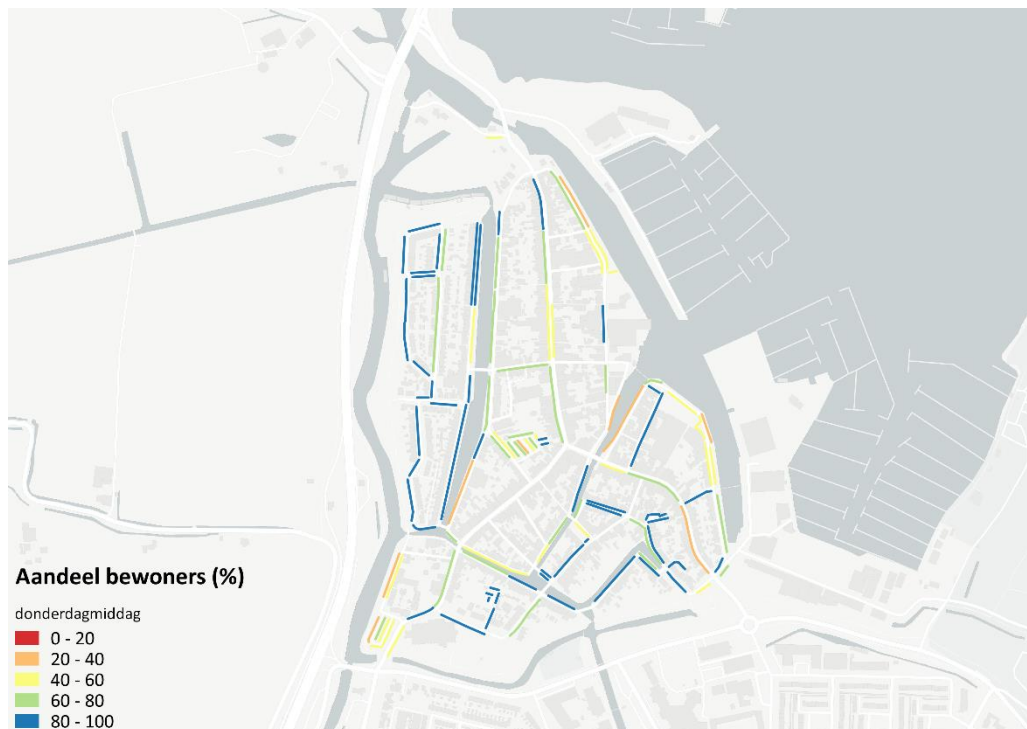 Aandeel bewoners (%)
donderdagmiddag
0 - 20
20 - 40
40 - 60
60 - 80
80 - 100